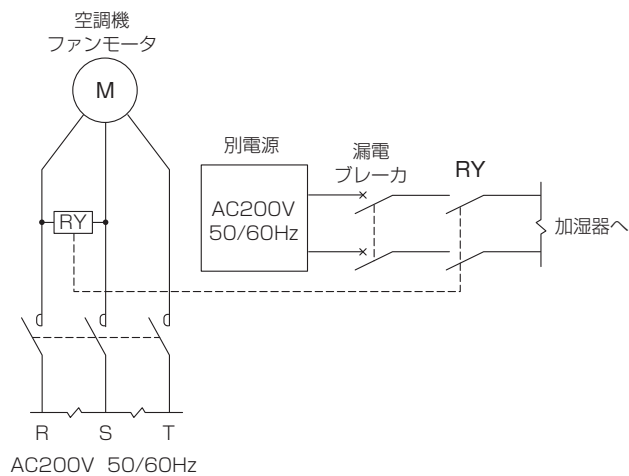 空調機
ファンモータ
M
別電源
漏電
ブレーカ
RY
AC200V
50/60Hz
加湿器へ
RY
R S T
AC200V 50/60Hz